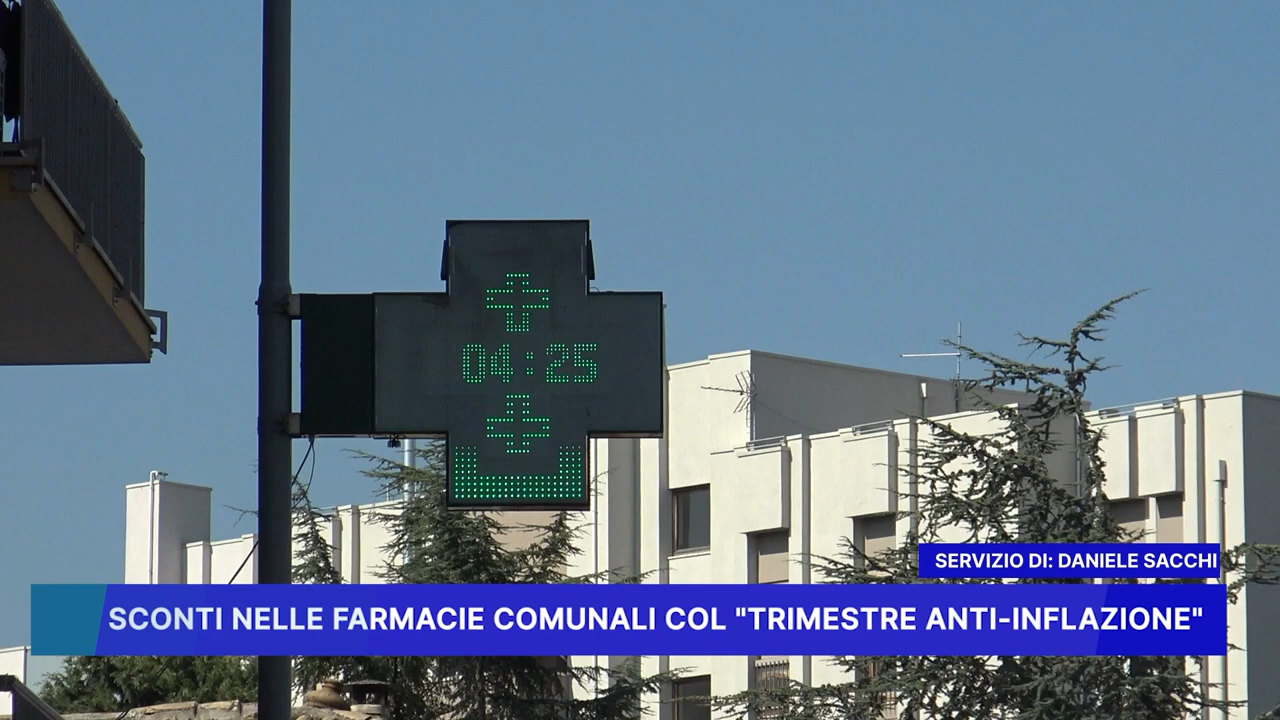 04:25
SERVIZIO DI: DANIELE SACCHI
SCONTI NELLE FARMACIE COMUNALI COL "TRIMESTRE ANTI-INFLAZIONE"